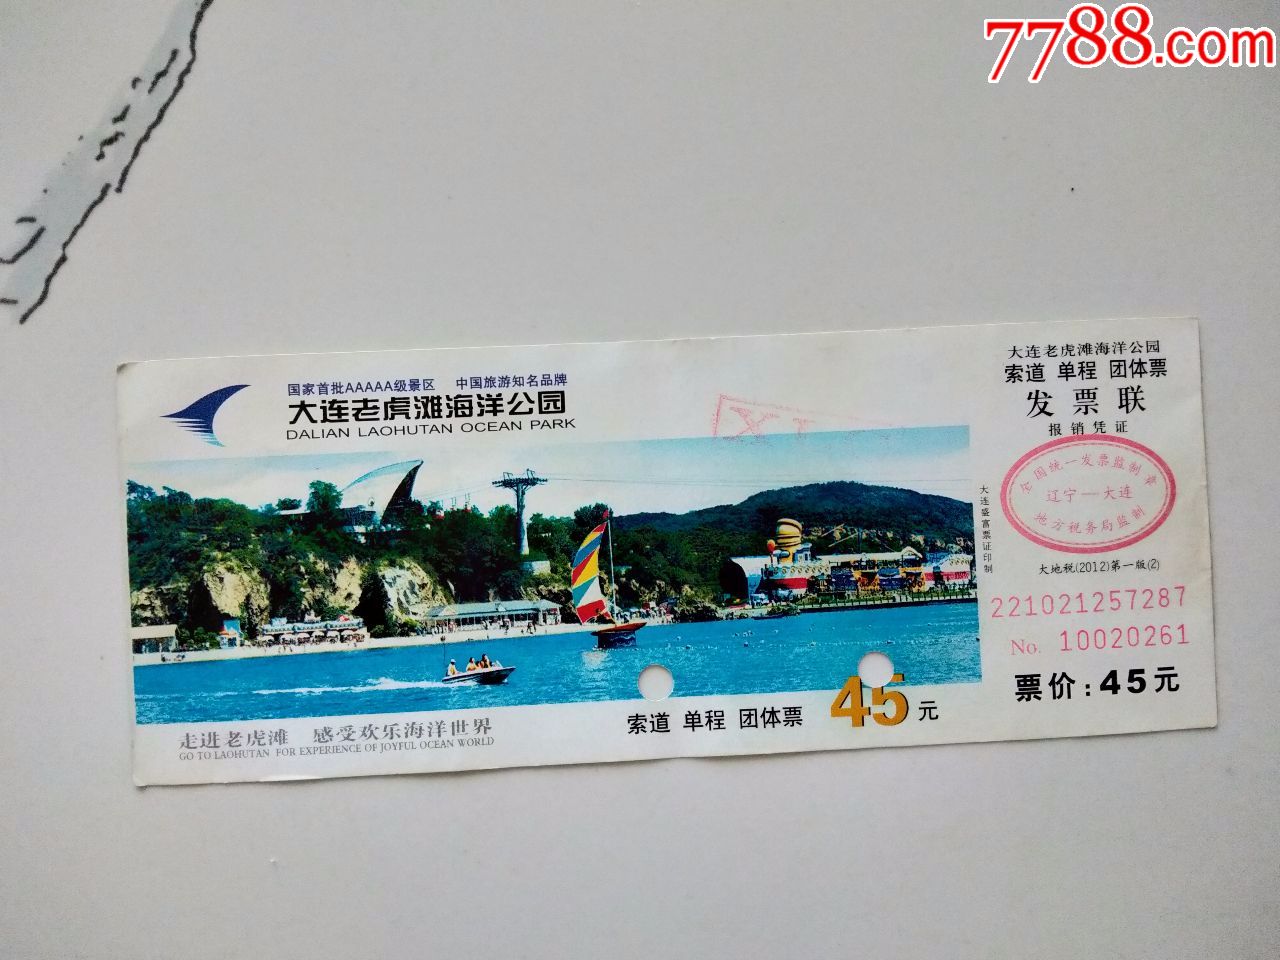 7788.com
国家首批AAAAA级景区 中国旅游知名品牌
大连老虎滩海洋公园
DALIAN LAOHUTAN OCEAN PARK
走进老虎滩 感受欢乐海洋世界
GO TO LAOHUTAN FOR EXPERIENCE OF JOYFUL OCEAN WORLD
索道 单程 团体票 45元
大连盛富票证印制
大连老虎滩海洋公园
索道 单程 团体票
发票联
报销凭证
全国统一发票监制章
辽宁—大连
地方税务局监制
大地税(2012)第一版(2)
221021257287
No. 10020261
票价:45元